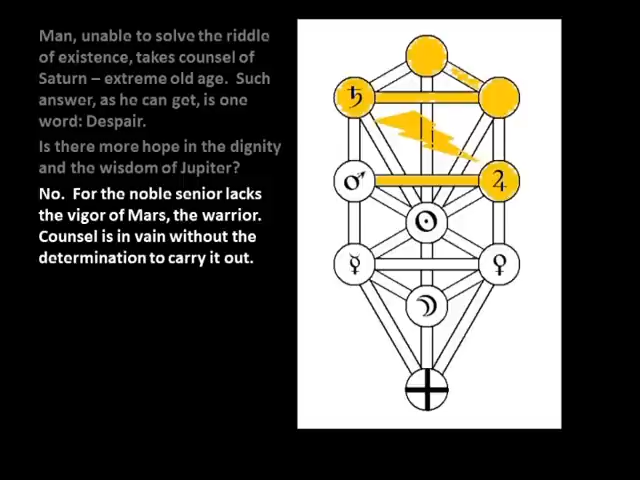 Man, unable to solve the riddle
of existence, takes counsel of
Saturn – extreme old age.  Such
answer, as he can get, is one
word: Despair.
Is there more hope in the dignity
and the wisdom of Jupiter?
No.  For the noble senior lacks
the vigor of Mars, the warrior.
Counsel is in vain without the
determination to carry it out.
♄
♂
♃
☉
☿
♀
☽